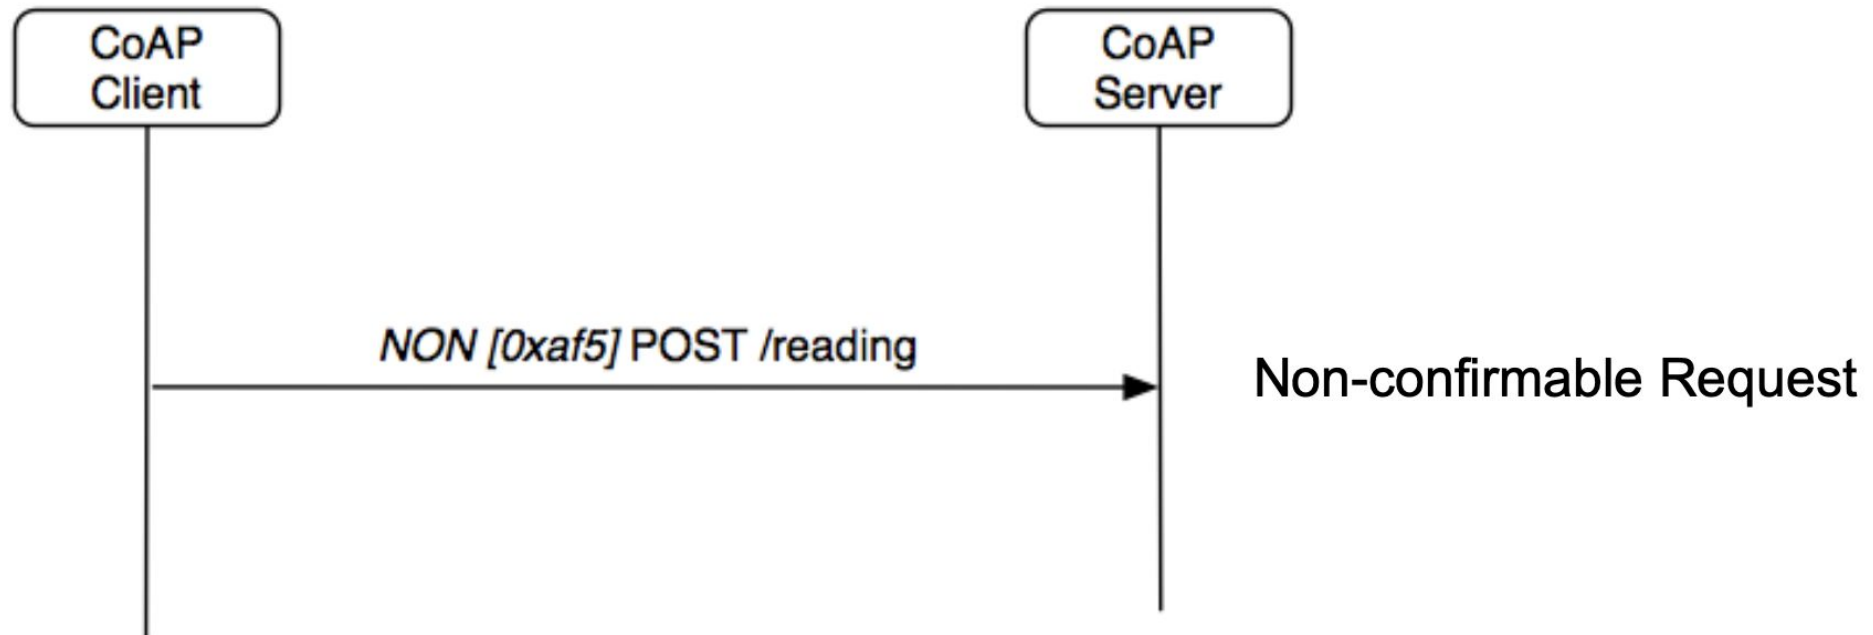 CoAP
Client
CoAP
Server
NON [0xaf5] POST /reading
Non-confirmable Request